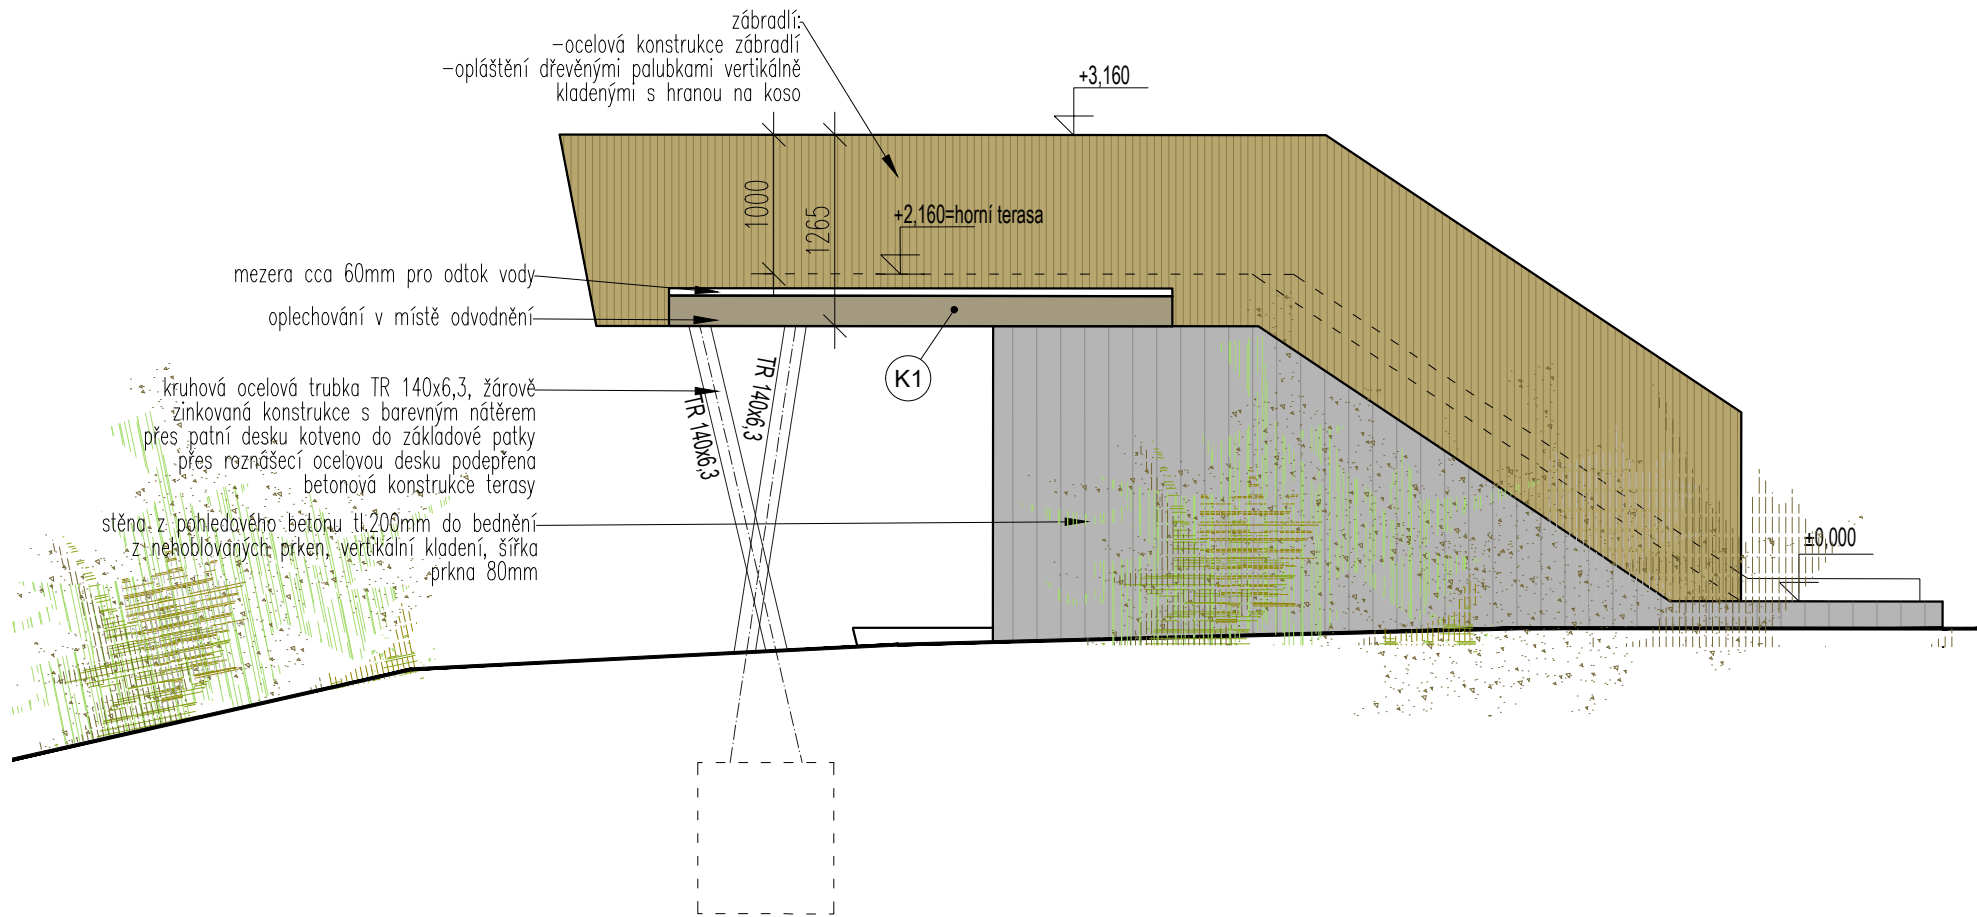 zábradlí:
-ocelová konstrukce zábradlí
-opláštění dřevěnými palubkami vertikálně
kladenými s hranou na koso
+3,160
1000
1265
+2,160=horní terasa
mezera cca 60mm pro odtok vody
oplechování v místě odvodnění
K1
kruhová ocelová trubka TR 140x6,3, žárově
zinkovaná konstrukce s barevným nátěrem
přes patní desku kotveno do základové patky
přes roznášecí ocelovou desku podepřena
betonová konstrukce terasy
TR 140x6,3
TR 140x6,3
stěna z pohledového betonu tl.200mm do bednění
z nehoblovaných prken, vertikální kladení, šířka
prkna 80mm
±0,000